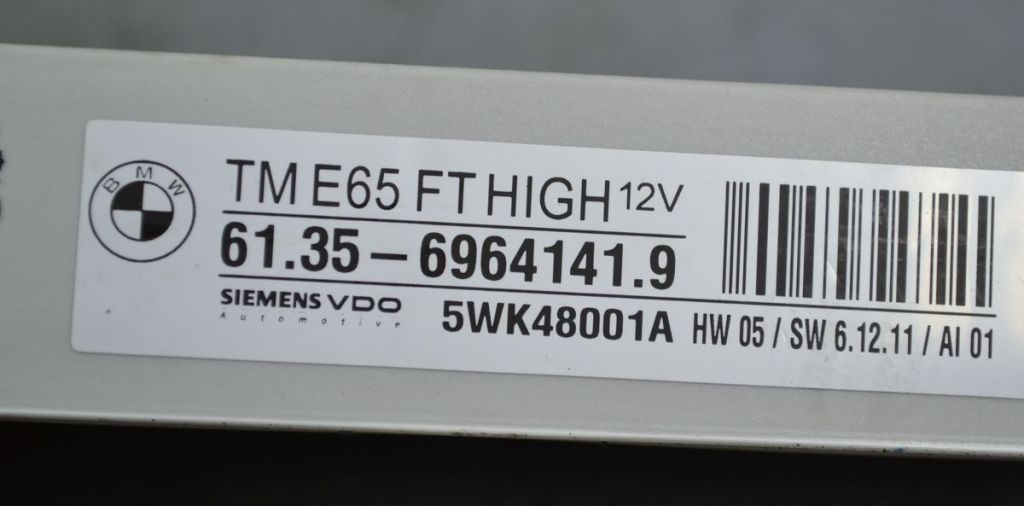 BMW
TM E65 FT HIGH 12V
61.35 – 6964141.9
SIEMENS VDO
Automotive
5WK48001A HW 05 / SW 6.12.11 / AI 01